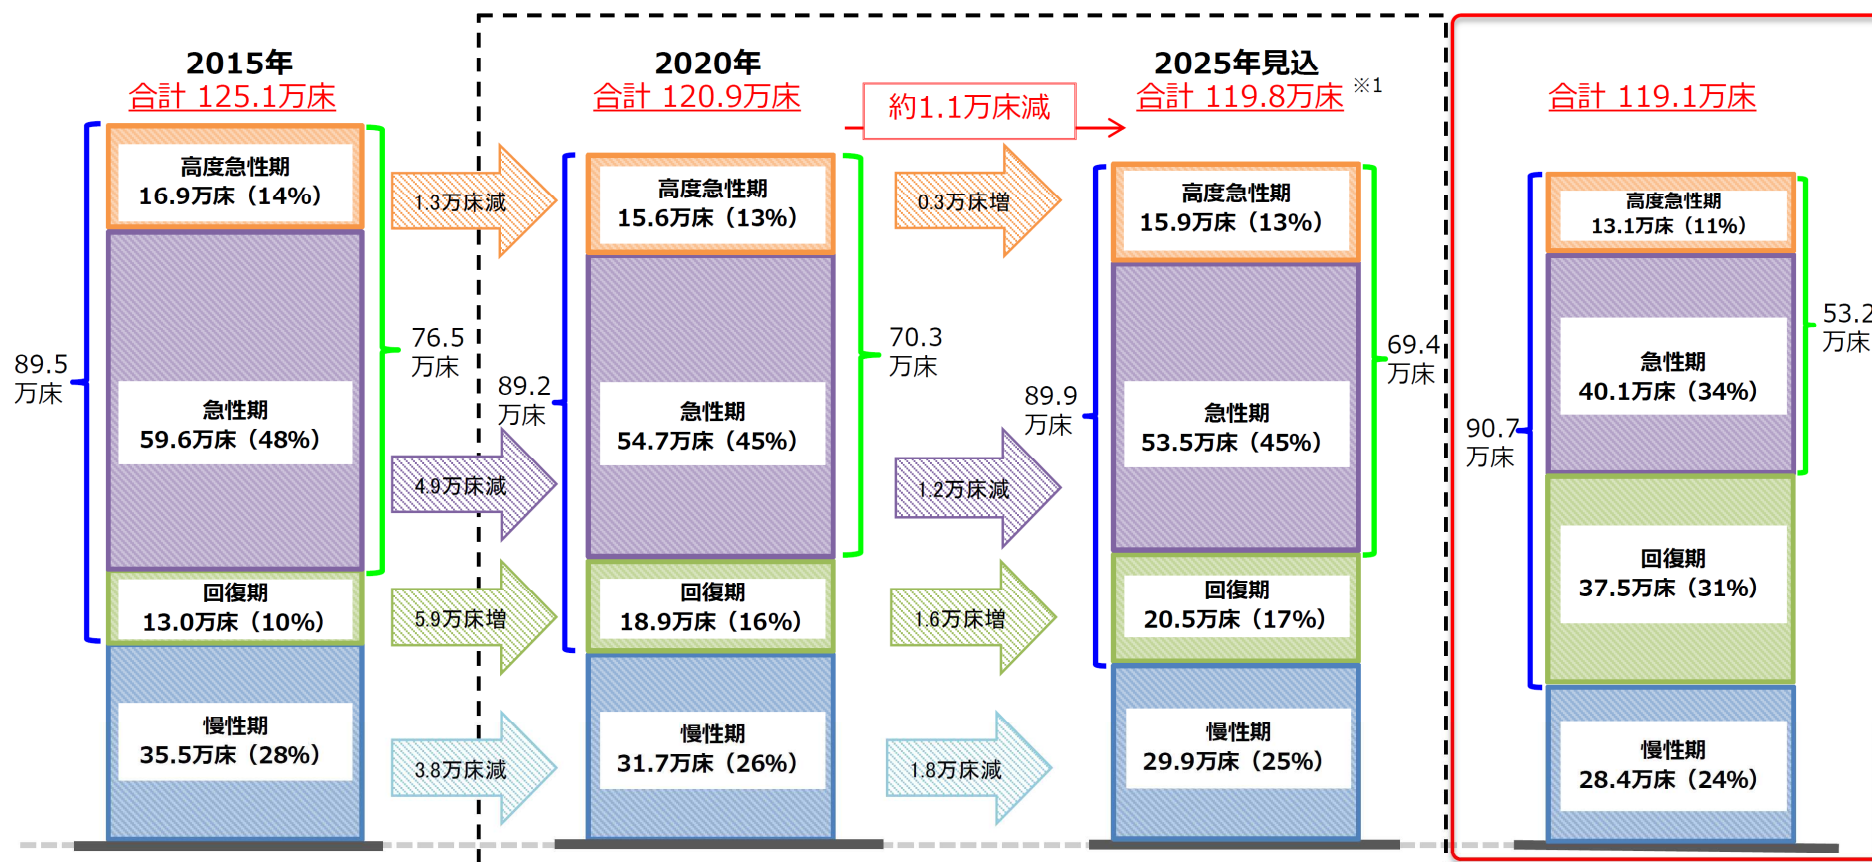 2015年
合計 125.1万床
高度急性期
16.9万床（14%）
急性期
59.6万床（48%）
回復期
13.0万床（10%）
慢性期
35.5万床（28%）
89.5
万床
76.5
万床
1.3万床減
4.9万床減
5.9万床増
3.8万床減
2020年
合計 120.9万床
高度急性期
15.6万床（13%）
急性期
54.7万床（45%）
回復期
18.9万床（16%）
慢性期
31.7万床（26%）
89.2
万床
70.3
万床
約1.1万床減
0.3万床増
1.2万床減
1.6万床増
1.8万床減
2025年見込
合計 119.8万床 ※1
高度急性期
15.9万床（13%）
急性期
53.5万床（45%）
回復期
20.5万床（17%）
慢性期
29.9万床（25%）
89.9
万床
69.4
万床
合計 119.1万床
高度急性期
13.1万床（11%）
急性期
40.1万床（34%）
回復期
37.5万床（31%）
慢性期
28.4万床（24%）
90.7
万床
53.2
万床